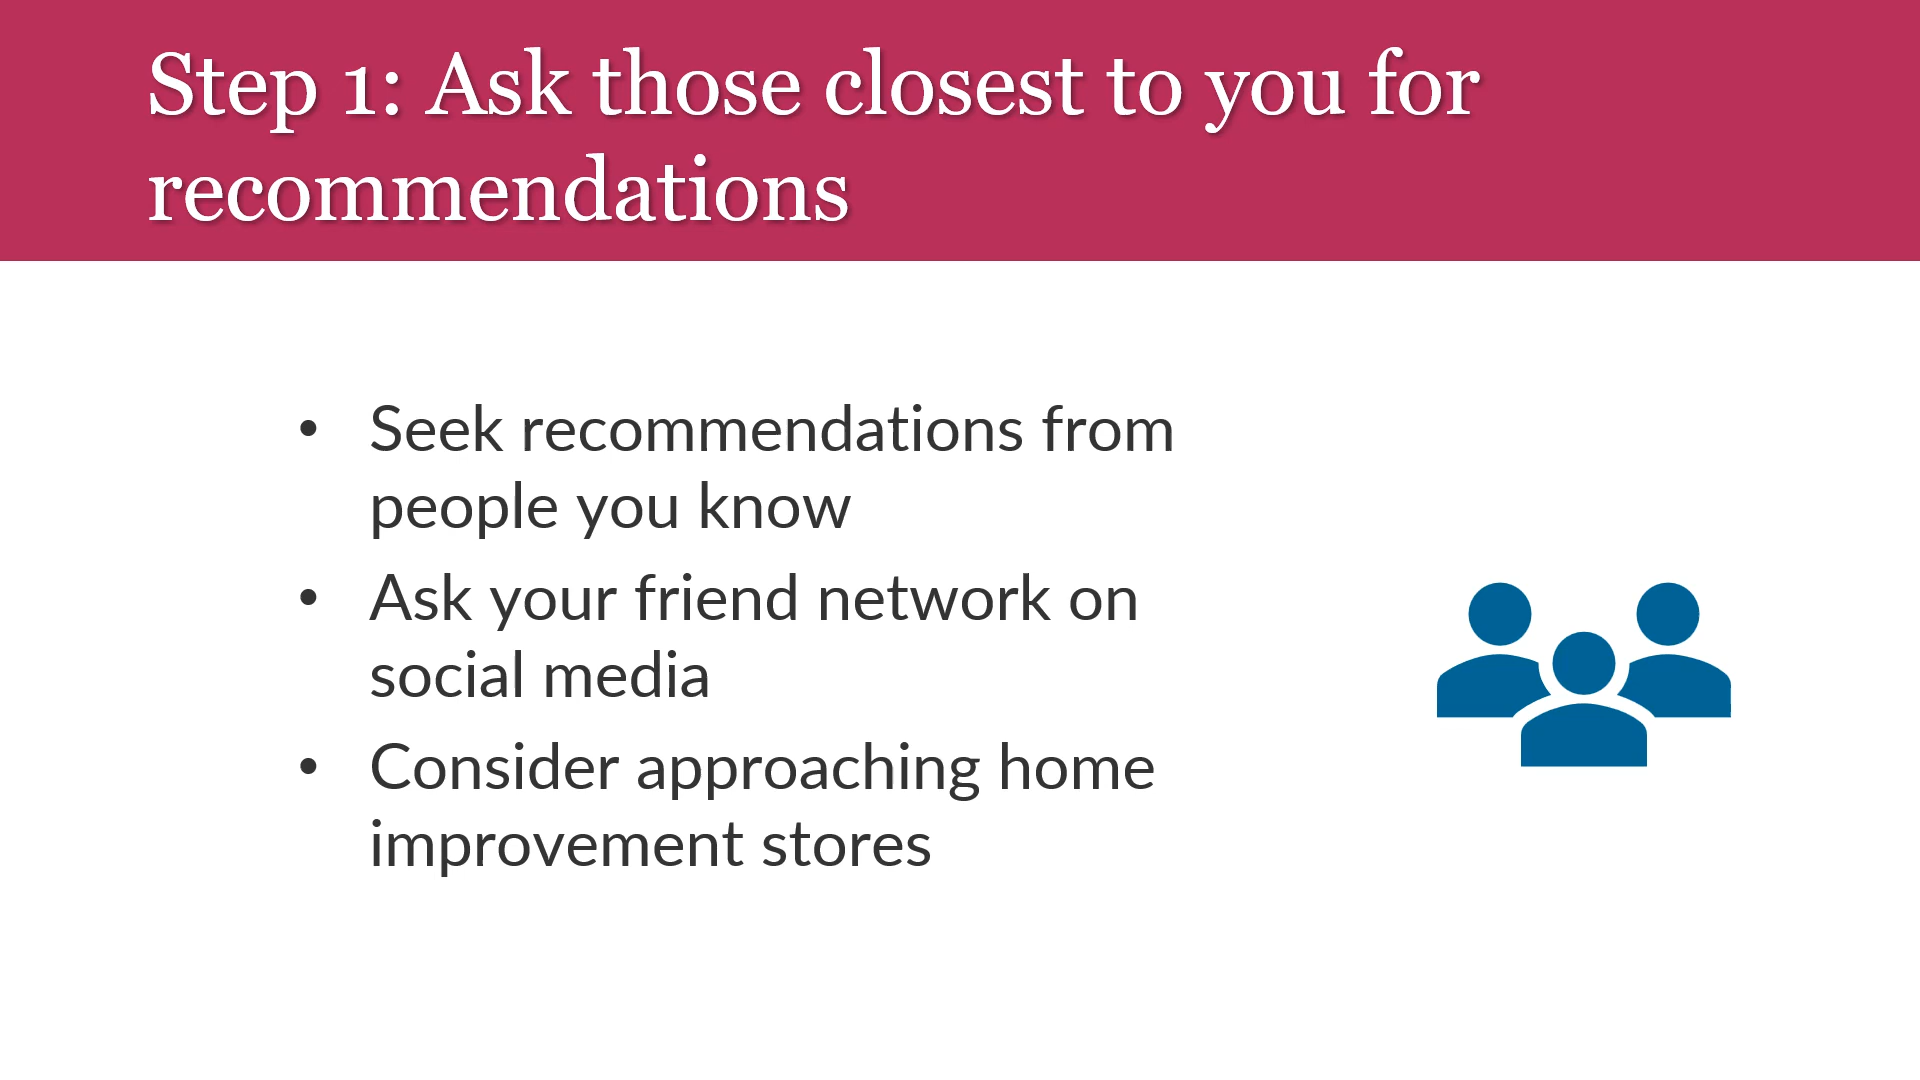 Step 1: Ask those closest to you for
recommendations
• Seek recommendations from
people you know
• Ask your friend network on
social media
• Consider approaching home
improvement stores